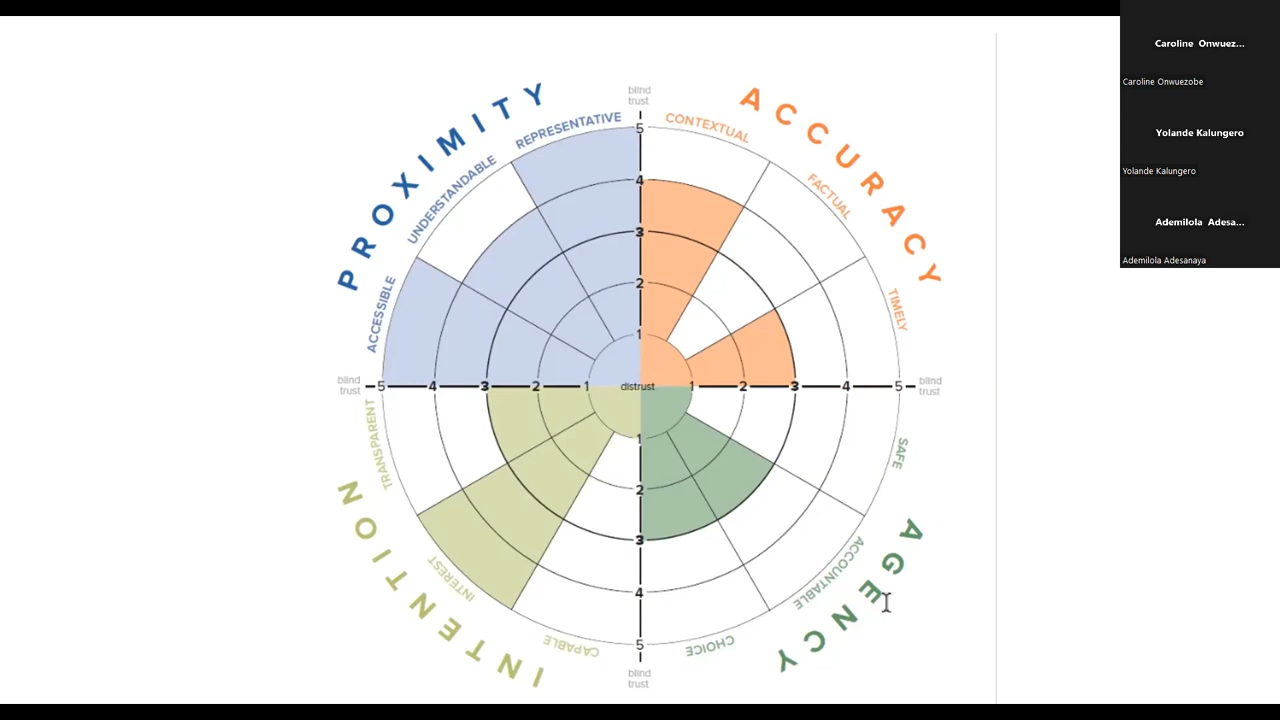 PROXIMITY
ACCURACY
blind
trust
REPRESENTATIVE
CONTEXTUAL
UNDERSTANDABLE
FACTUAL
ACCESSIBLE
TIMELY
5
4
3
2
1
blind
trust
5
4
3
2
1
distrust
1
2
3
4
5
blind
trust
1
2
3
4
5
TRANSPARENT
SAFE
INTEREST
ACCOUNTABLE
CAPABLE
CHOICE
blind
trust
INTENTION
AGENCY
Caroline Onwuez...
Caroline Onwuezobe
Yolande Kalungero
Yolande Kalungero
Ademilola Adesa...
Ademilola Adesanaya